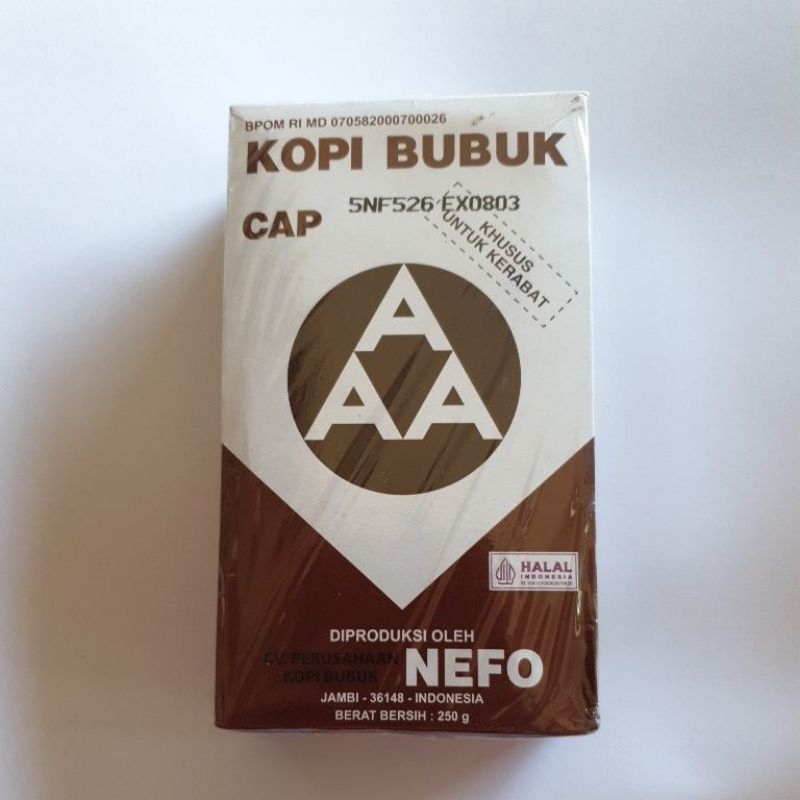 BPOM RI MD 070582000700026
KOPI BUBUK
CAP
5NF526 EX0803
KHUSUS
UNTUK KERABAT
A
A A
HALAL
INDONESIA
DIPRODUKSI OLEH
CV. PERUSAHAAN
KOPI BUBUK
NEFO
JAMBI - 36148 - INDONESIA
BERAT BERSIH : 250 g